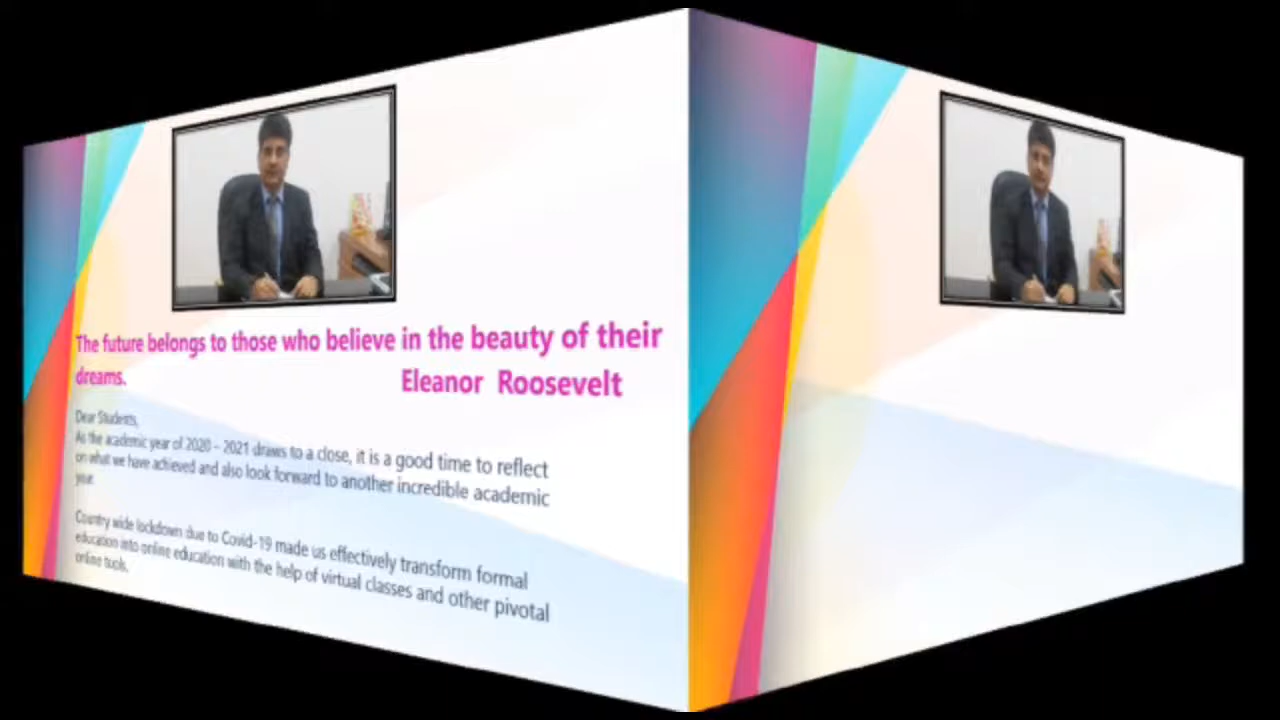 The future belongs to those who believe in the beauty of their
dreams.
Eleanor Roosevelt
Dear Students,
As the academic year of 2020 – 2021 draws to a close, it is a good time to reflect
on what we have achieved and also look forward to another incredible academic
year.
Country wide lockdown due to Covid-19 made us effectively transform formal
education into online education with the help of virtual classes and other pivotal
online tools.